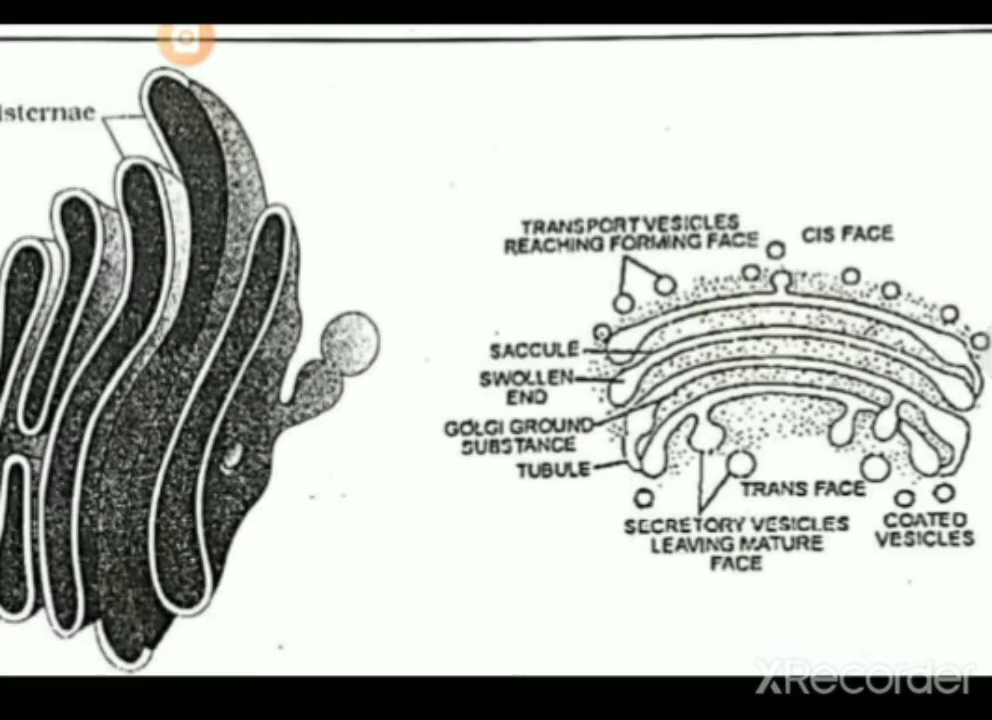 isternae
TRANSPORT VESICLES
REACHING FORMING FACE
CIS FACE
SACCULE
SWOLLEN
END
GOLGI GROUND
SUBSTANCE
TUBULE
TRANS FACE
SECRETORY VESICLES
LEAVING MATURE
FACE
COATED
VESICLES
XRecorder